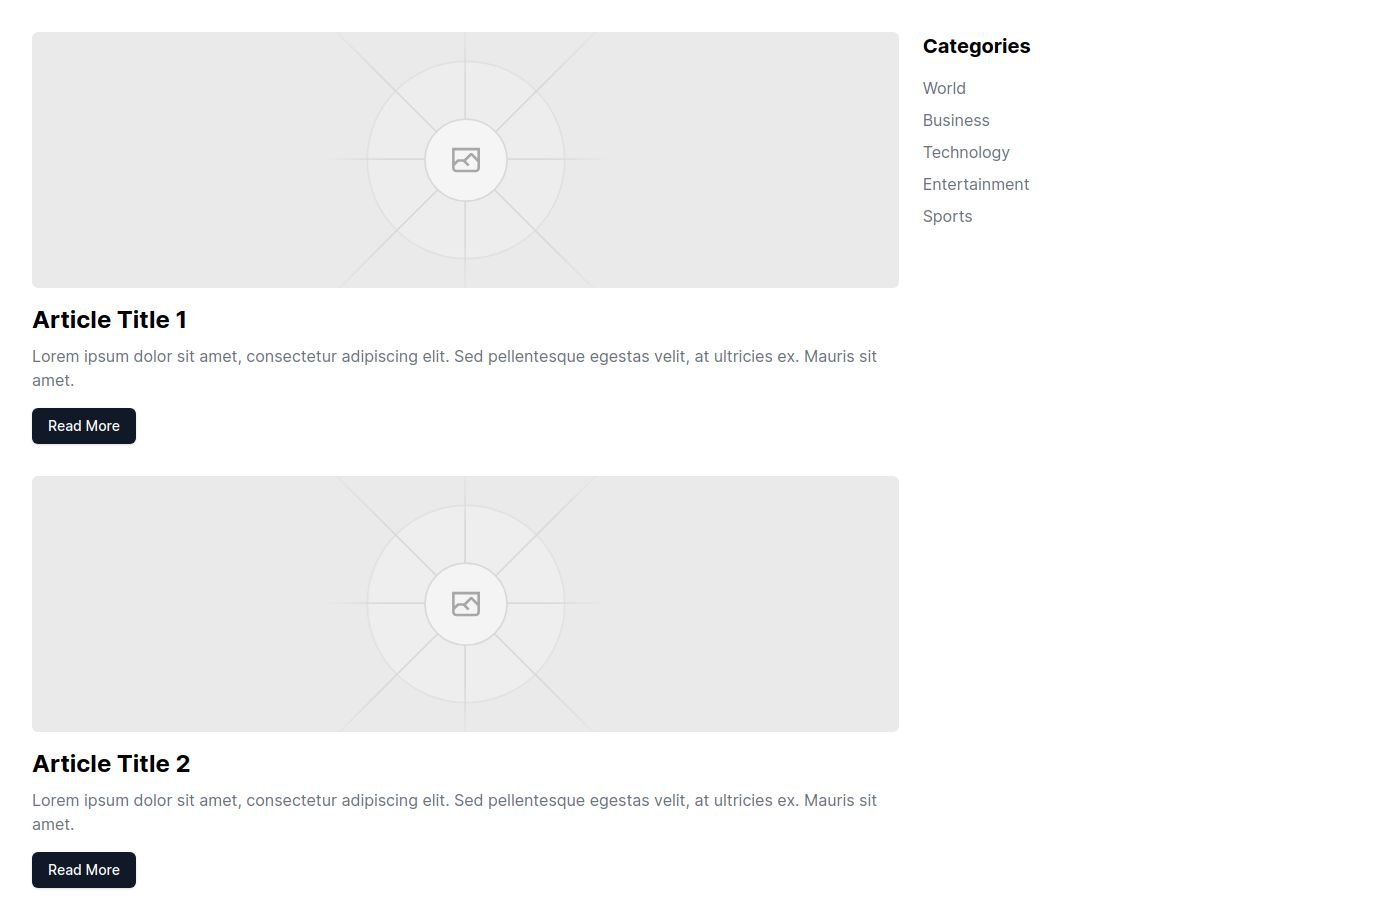 Article Title 1
Lorem ipsum dolor sit amet, consectetur adipiscing elit. Sed pellentesque egestas velit, at ultricies ex. Mauris sit
amet.
Read More
Article Title 2
Lorem ipsum dolor sit amet, consectetur adipiscing elit. Sed pellentesque egestas velit, at ultricies ex. Mauris sit
amet.
Read More
Categories
World
Business
Technology
Entertainment
Sports